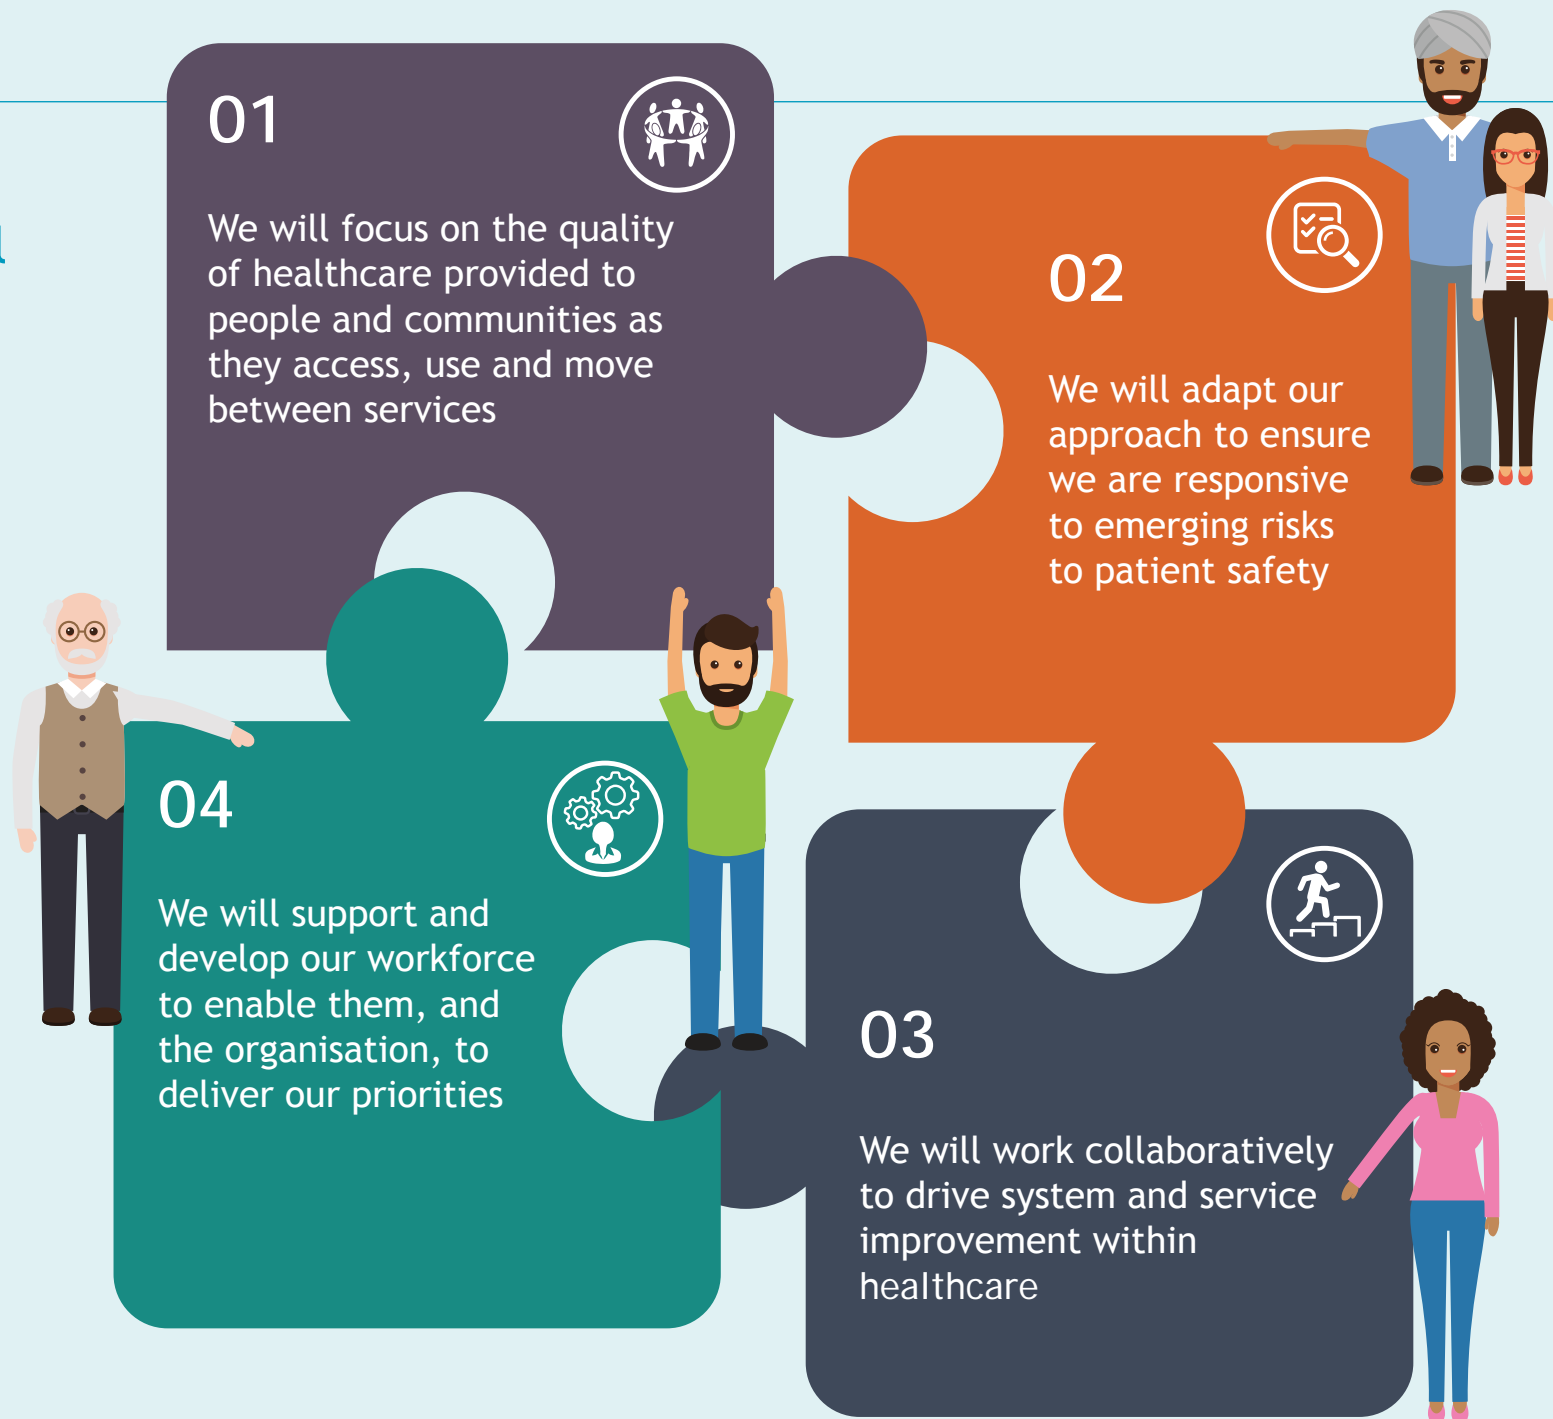 01
We will focus on the quality
of healthcare provided to
people and communities as
they access, use and move
between services
02
We will adapt our
approach to ensure
we are responsive
to emerging risks
to patient safety
03
We will work collaboratively
to drive system and service
improvement within
healthcare
04
We will support and
develop our workforce
to enable them, and
the organisation, to
deliver our priorities